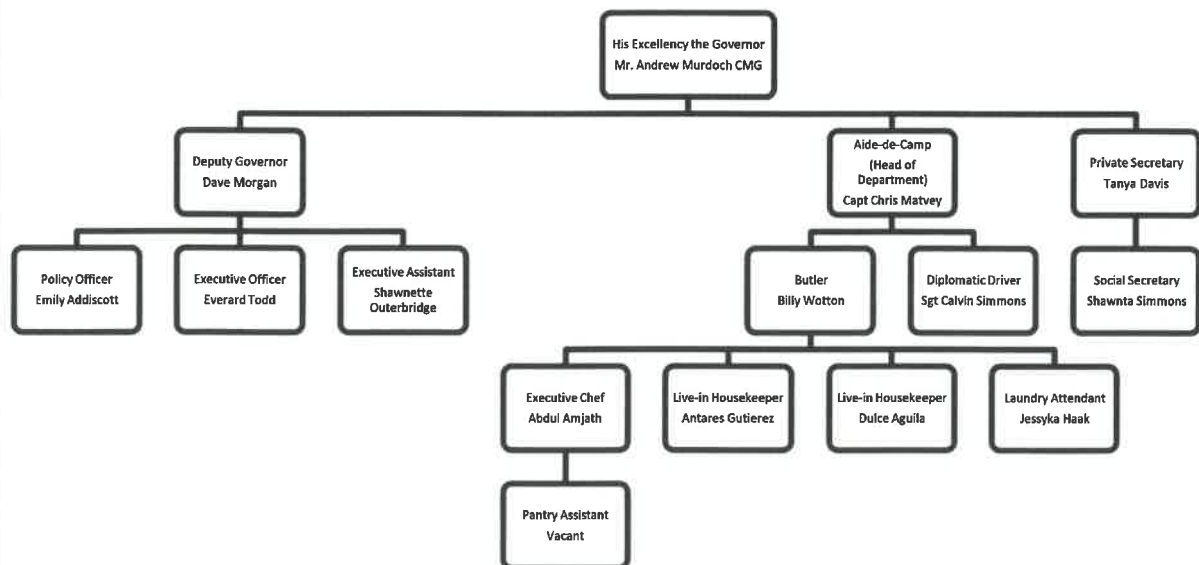 His Excellency the Governor
Mr. Andrew Murdoch CMG
Deputy Governor
Dave Morgan
Aide-de-Camp
(Head of
Department)
Capt Chris Matvey
Private Secretary
Tanya Davis
Policy Officer
Emily Addiscott
Executive Officer
Everard Todd
Executive Assistant
Shawnette
Outerbridge
Butler
Billy Wotton
Diplomatic Driver
Sgt Calvin Simmons
Social Secretary
Shawnta Simmons
Executive Chef
Abdul Amjath
Live-in Housekeeper
Antares Gutierez
Live-in Housekeeper
Dulce Aguila
Laundry Attendant
Jessyka Haak
Pantry Assistant
Vacant